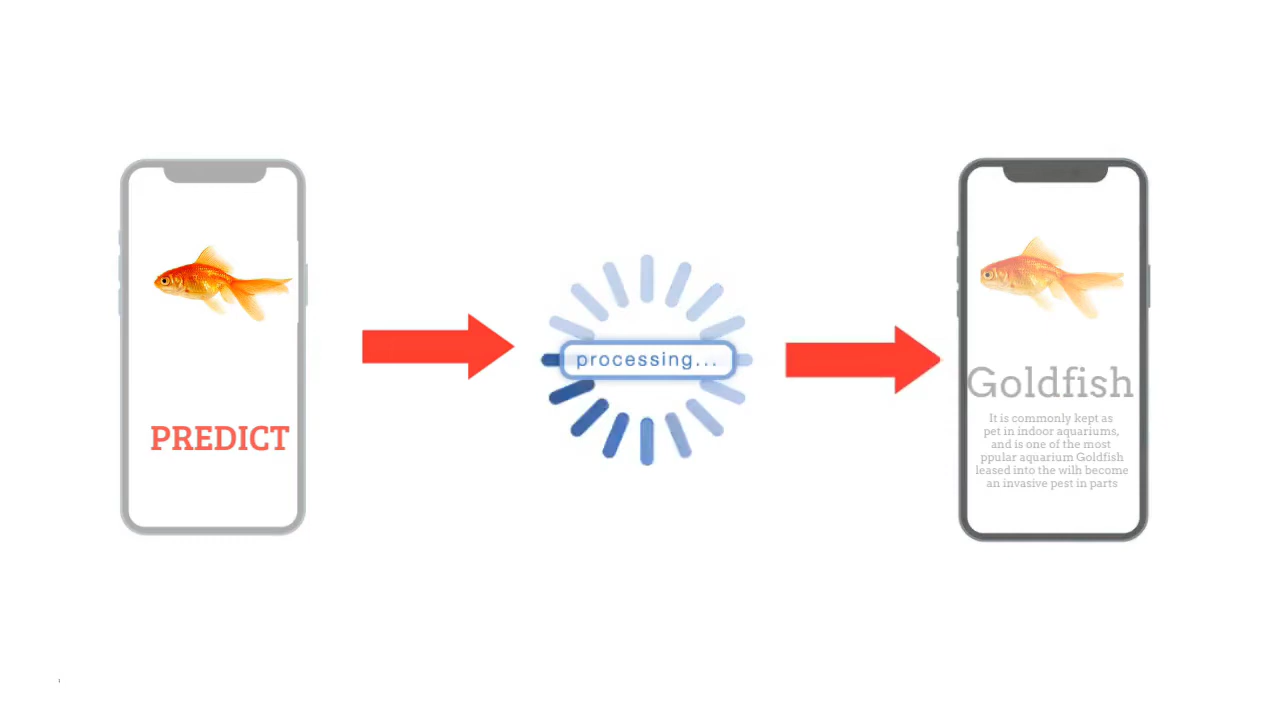 PREDICT
processing...
Goldfish
It is commonly kept as
pet in indoor aquariums,
and is one of the most
ppular aquarium Goldfish
leased into the wilh become
an invasive pest in parts